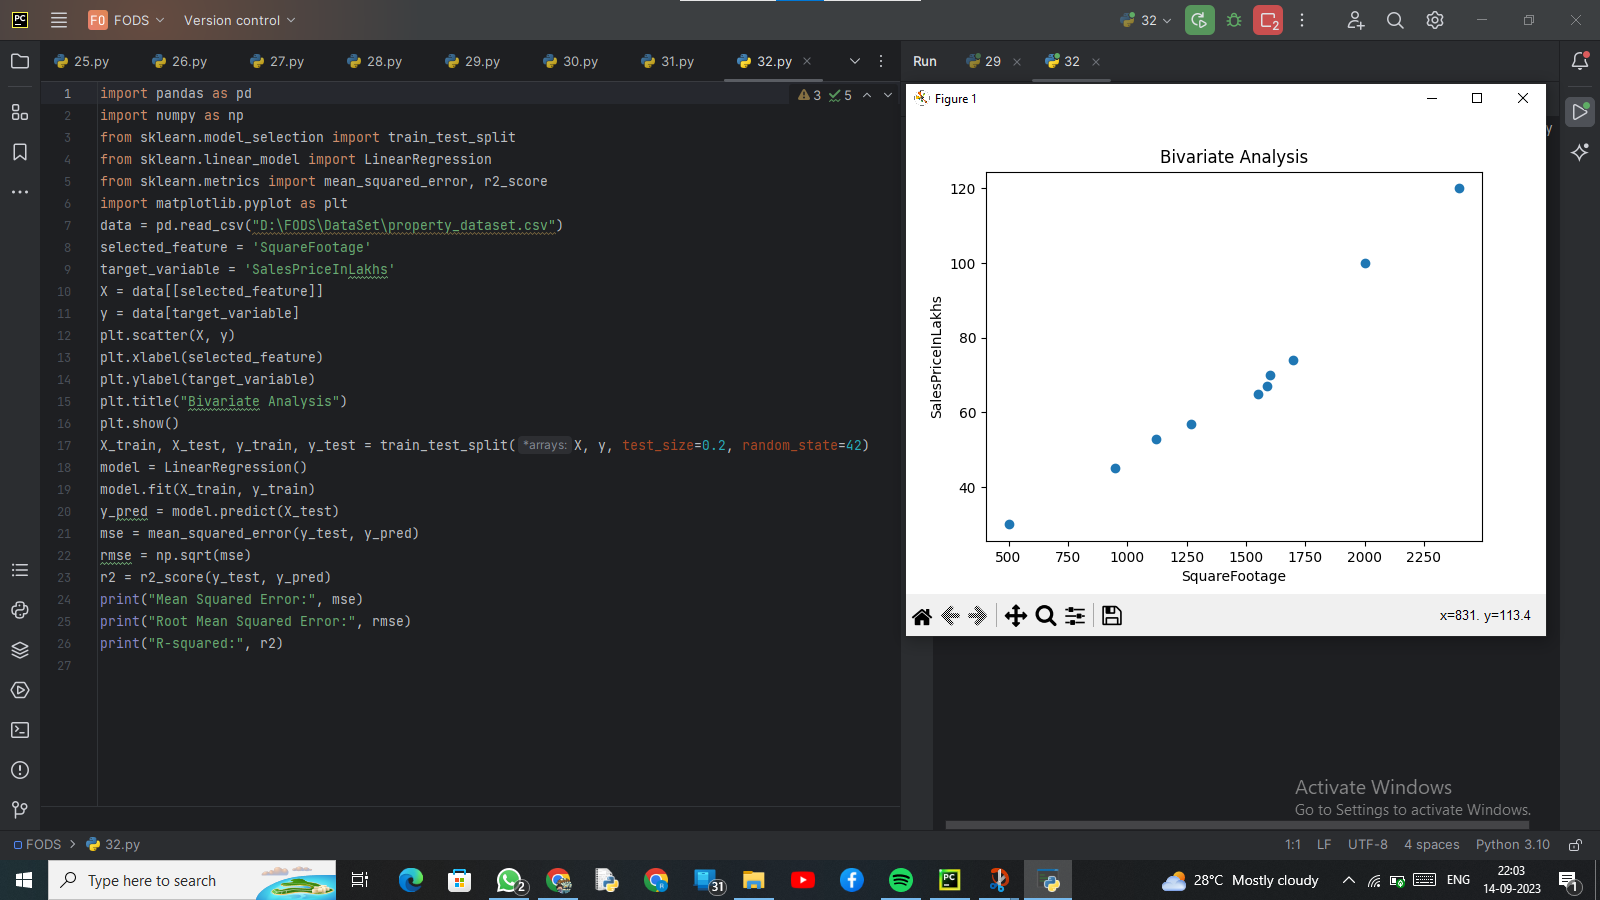 PC
FO FODS Version control
32
2
25.py 26.py 27.py 28.py 29.py 30.py 31.py 32.py
Run 29 32
3 5
1 import pandas as pd
2 import numpy as np
3 from sklearn.model_selection import train_test_split
4 from sklearn.linear_model import LinearRegression
5 from sklearn.metrics import mean_squared_error, r2_score
6 import matplotlib.pyplot as plt
7 data = pd.read_csv("D:\FODS\DataSet\property_dataset.csv")
8 selected_feature = 'SquareFootage'
9 target_variable = 'SalesPriceInLakhs'
10 X = data[[selected_feature]]
11 y = data[target_variable]
12 plt.scatter(X, y)
13 plt.xlabel(selected_feature)
14 plt.ylabel(target_variable)
15 plt.title("Bivariate Analysis")
16 plt.show()
17 X_train, X_test, y_train, y_test = train_test_split( *arrays: X, y, test_size=0.2, random_state=42)
18 model = LinearRegression()
19 model.fit(X_train, y_train)
20 y_pred = model.predict(X_test)
21 mse = mean_squared_error(y_test, y_pred)
22 rmse = np.sqrt(mse)
23 r2 = r2_score(y_test, y_pred)
24 print("Mean Squared Error:", mse)
25 print("Root Mean Squared Error:", rmse)
26 print("R-squared:", r2)
27
Figure 1
y
Bivariate Analysis
120
100
80
60
40
SalesPriceInLakhs
500 750 1000 1250 1500 1750 2000 2250
SquareFootage
x=831. y=113.4
Activate Windows
Go to Settings to activate Windows.
FODS > 32.py
1:1 LF UTF-8 4 spaces Python 3.10
Type here to search
2
31
PC
28°C Mostly cloudy
ENG
22:03
14-09-2023
1